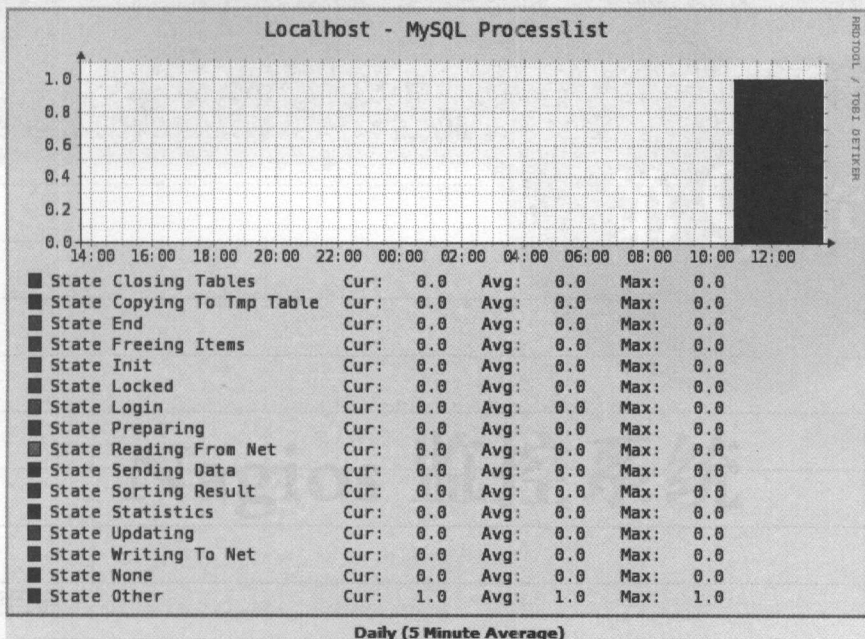 Localhost - MySQL Processlist
RRDTOOL / TOBI OETIKER
1.0
0.8
0.6
0.4
0.2
0.0
14:00 16:00 18:00 20:00 22:00 00:00 02:00 04:00 06:00 08:00 10:00 12:00
State Closing Tables Cur: 0.0 Avg: 0.0 Max: 0.0
State Copying To Tmp Table Cur: 0.0 Avg: 0.0 Max: 0.0
State End Cur: 0.0 Avg: 0.0 Max: 0.0
State Freeing Items Cur: 0.0 Avg: 0.0 Max: 0.0
State Init Cur: 0.0 Avg: 0.0 Max: 0.0
State Locked Cur: 0.0 Avg: 0.0 Max: 0.0
State Login Cur: 0.0 Avg: 0.0 Max: 0.0
State Preparing Cur: 0.0 Avg: 0.0 Max: 0.0
State Reading From Net Cur: 0.0 Avg: 0.0 Max: 0.0
State Sending Data Cur: 0.0 Avg: 0.0 Max: 0.0
State Sorting Result Cur: 0.0 Avg: 0.0 Max: 0.0
State Statistics Cur: 0.0 Avg: 0.0 Max: 0.0
State Updating Cur: 0.0 Avg: 0.0 Max: 0.0
State Writing To Net Cur: 0.0 Avg: 0.0 Max: 0.0
State None Cur: 0.0 Avg: 0.0 Max: 0.0
State Other Cur: 1.0 Avg: 1.0 Max: 1.0
Daily (5 Minute Average)